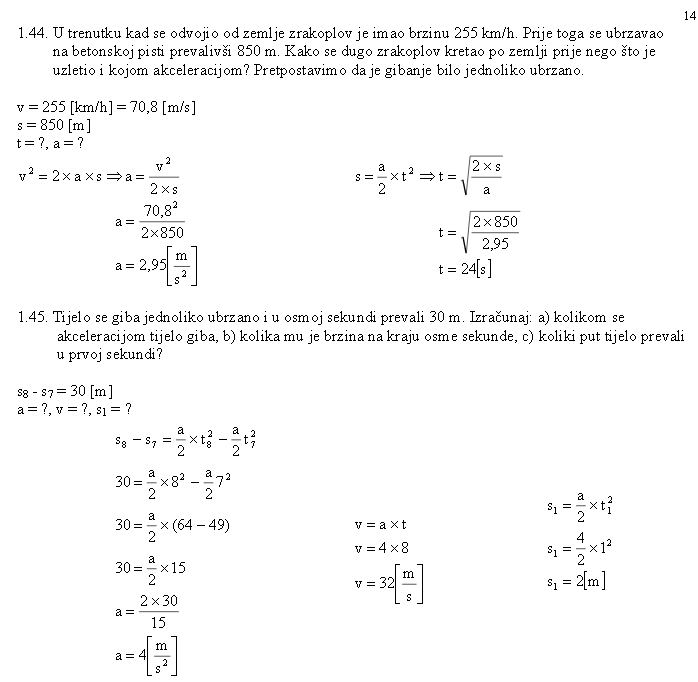 14
1.44. U trenutku kad se odvojio od zemlje zrakoplov je imao brzinu 255 km/h. Prije toga se ubrzavao
na betonskoj pisti prevalivši 850 m. Kako se dugo zrakoplov kretao po zemlji prije nego što je
uzletio i kojom akceleracijom? Pretpostavimo da je gibanje bilo jednoliko ubrzano.
v = 255 [km/h] = 70,8 [m/s]
s = 850 [m]
t = ?, a = ?
v² = 2 × a × s ⇒ a = v² / (2 × s)
a = 70,8² / (2×850)
a = 2,95 [m/s²]
s = a/2 × t² ⇒ t = √((2 × s)/a)
t = √((2×850)/2,95)
t = 24[s]
1.45. Tijelo se giba jednoliko ubrzano i u osmoj sekundi prevali 30 m. Izračunaj: a) kolikom se
akceleracijom tijelo giba, b) kolika mu je brzina na kraju osme sekunde, c) koliki put tijelo prevali
u prvoj sekundi?
s₈ - s₇ = 30 [m]
a = ?, v = ?, s₁ = ?
s₈ − s₇ = a/2 × t₈² − a/2 t₇²
30 = a/2 × 8² − a/2 7²
30 = a/2 × (64 − 49)
30 = a/2 × 15
a = (2 × 30)/15
a = 4 [m/s²]
v = a × t
v = 4 × 8
v = 32 [m/s]
s₁ = a/2 × t₁²
s₁ = 4/2 × 1²
s₁ = 2[m]